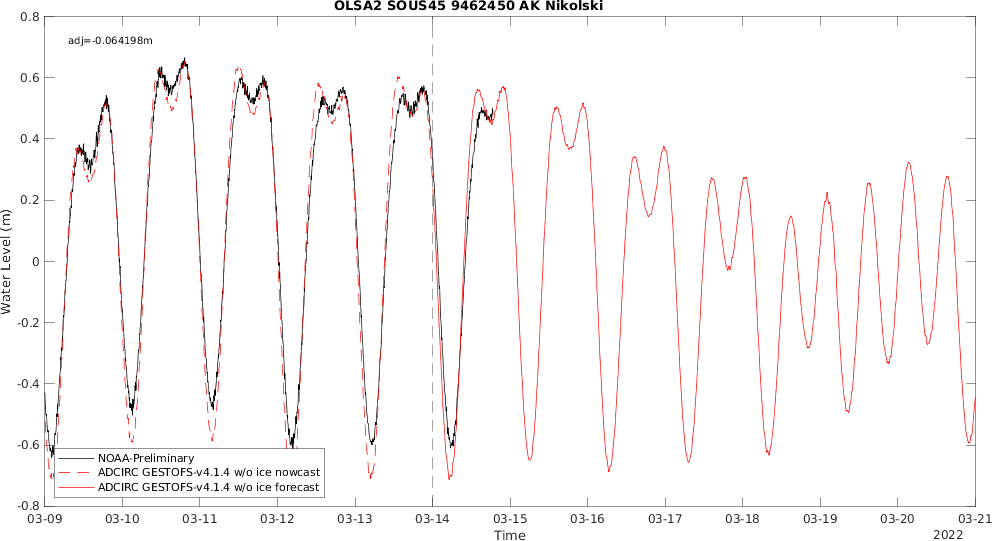 OLSA2 SOUS45 9462450 AK Nikolski
adj=-0.064198m
0.8
0.6
0.4
0.2
0
-0.2
-0.4
-0.6
-0.8
Water Level (m)
NOAA-Preliminary
ADCIRC GESTOFS-v4.1.4 w/o ice nowcast
ADCIRC GESTOFS-v4.1.4 w/o ice forecast
03-09 03-10 03-11 03-12 03-13 03-14 03-15 03-16 03-17 03-18 03-19 03-20 03-21
Time
2022